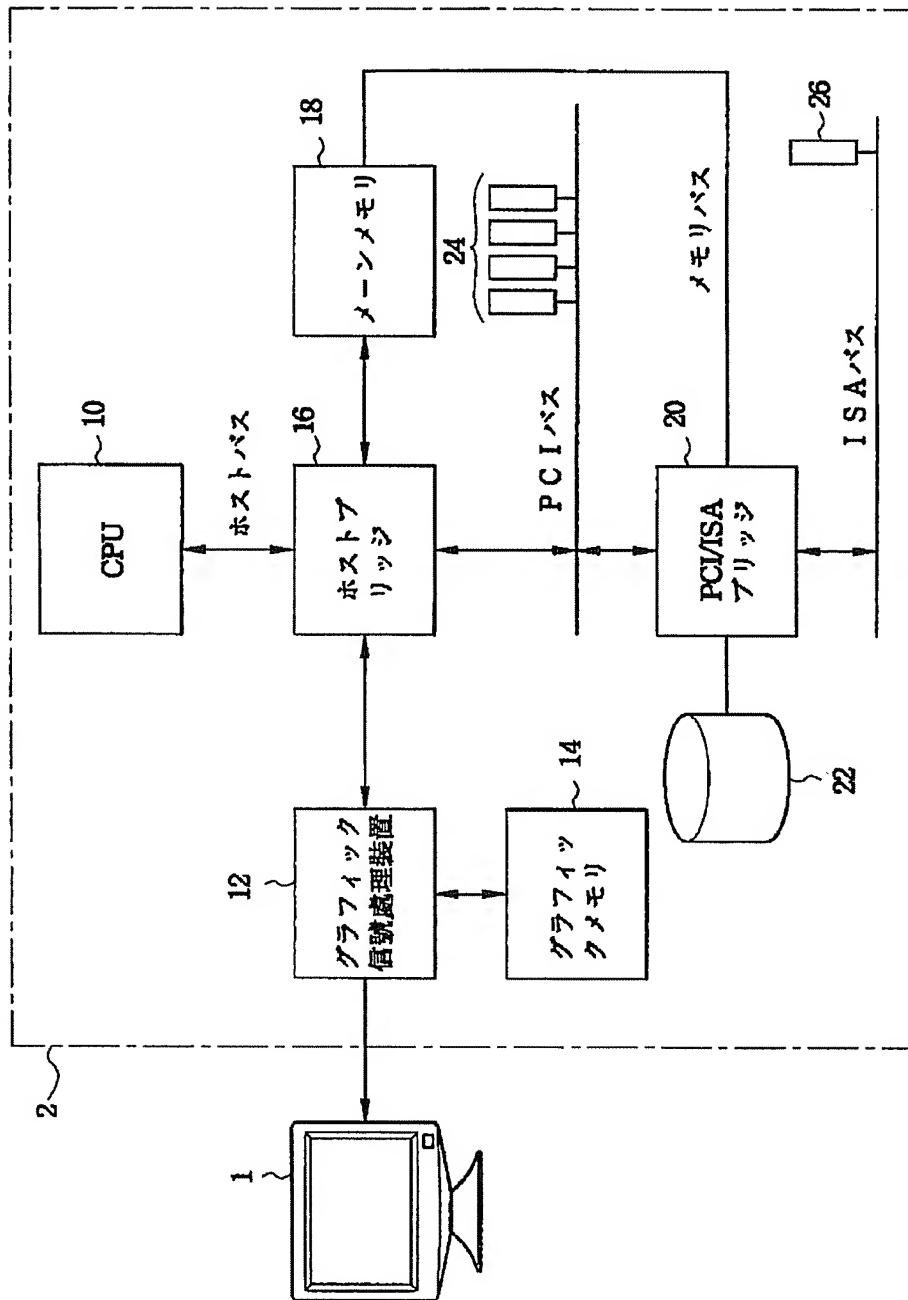 2
10
CPU
ホストバス
1
12
グラフィック
信號處理裝置
16
ホストブ
リッジ
18
メーンメモリ
24
14
グラフィッ
クメモリ
PCIバス
メモリバス
20
PCI/ISA
ブリッジ
22
26
ISAバス